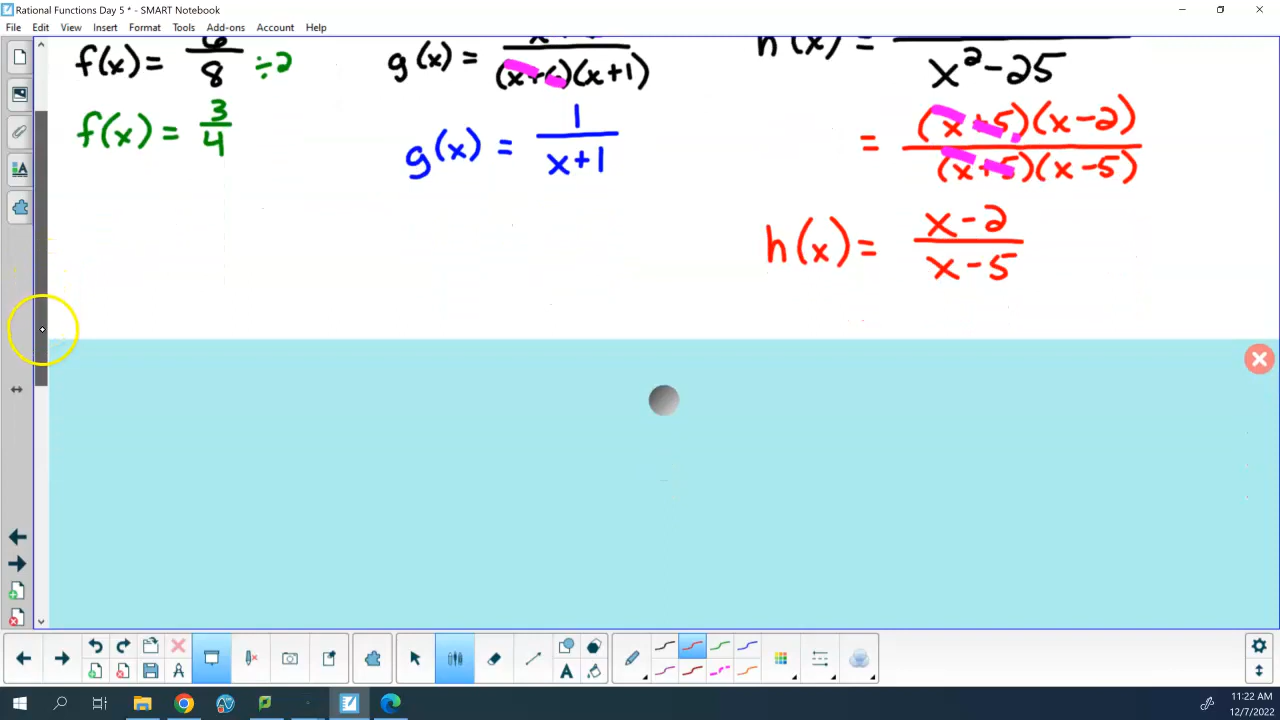 Rational Functions Day 5 * - SMART Notebook
File Edit View Insert Format Tools Add-ons Account Help
f(x) = 6/8 ÷2
f(x) = 3/4
g(x) =
(x+1)
g(x) = 1/(x+1)
h(x) =
x²-25
= (x+5)(x-2)/(x+5)(x-5)
h(x) = (x-2)/(x-5)
A
11:22 AM
12/7/2022